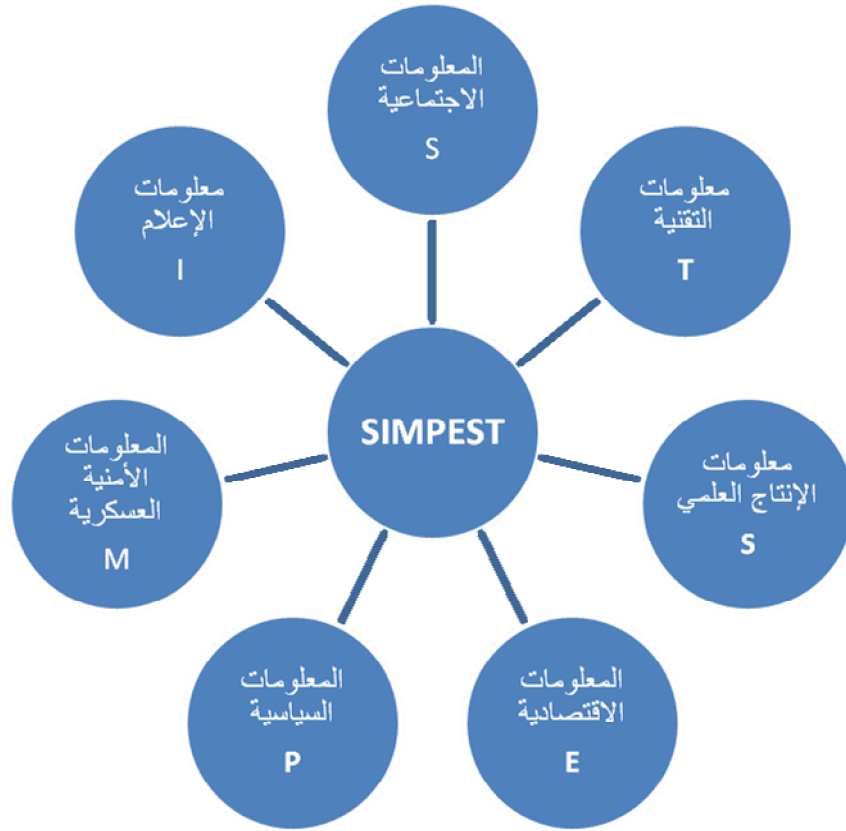 المعلومات
الاجتماعية
S
معلومات
التقنية
T
معلومات
الإنتاج العلمي
S
المعلومات
الاقتصادية
E
المعلومات
السياسية
P
المعلومات
الأمنية
العسكرية
M
معلومات
الإعلام
I
SIMPEST